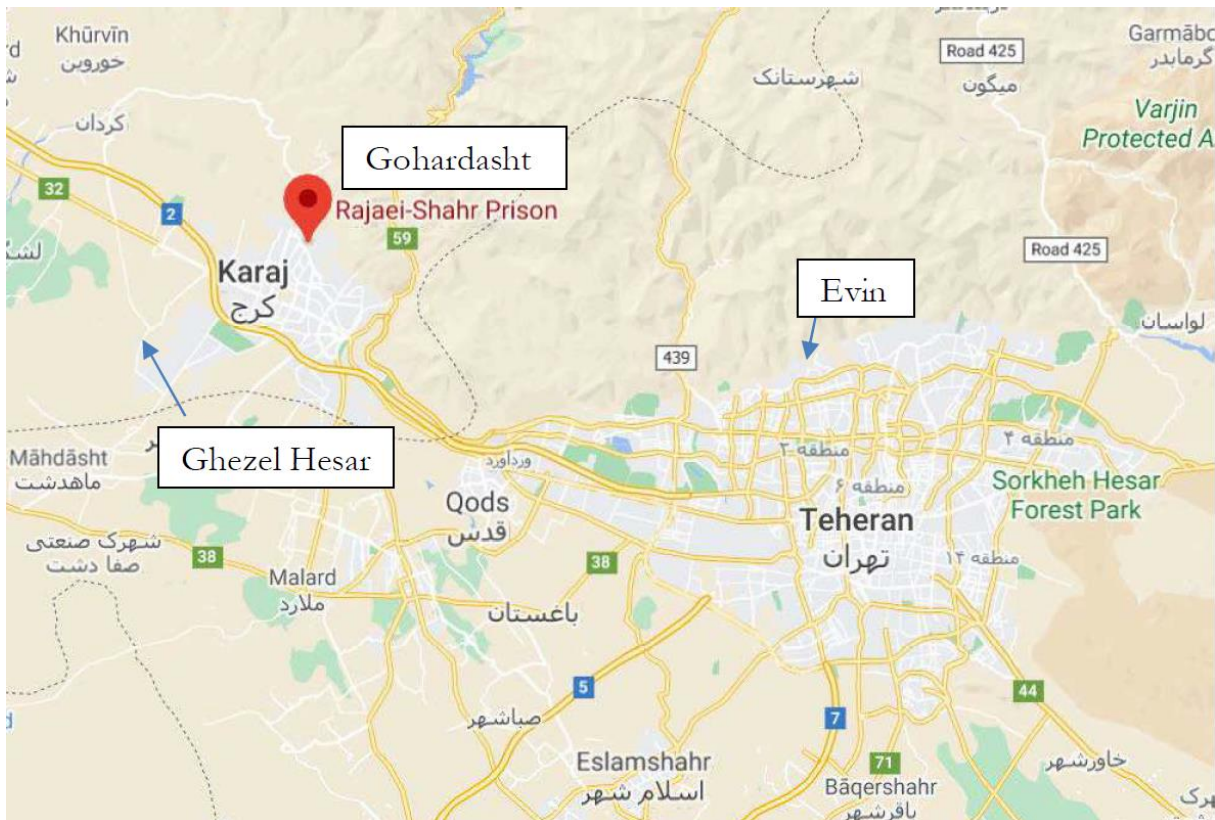 Khūrvīn
خوروین
Road 425
میگون
Garmābc
گرمابدر
شهرستانک
Varjin
Protected A
کردان
Gohardasht
32
2
Rajaei-Shahr Prison
59
Road 425
لشگ
Karaj
کرج
Evin
لواسان
439
Ghezel Hesar
Māhdāsht
ماهدشت
منطقه ۲
منطقه ۴
ورداورد
منطقه ۶
Sorkheh Hesar
Forest Park
Qods
قدس
Teheran
تهران
شهرک صنعتی
صفا دشت
38
38
منطقه ۱۴
Malard
ملارد
باغستان
5
44
صباشهر
7
Eslamshahr
اسلام شهر
71
خاورشهر
Bāqershahr
باقرشهر